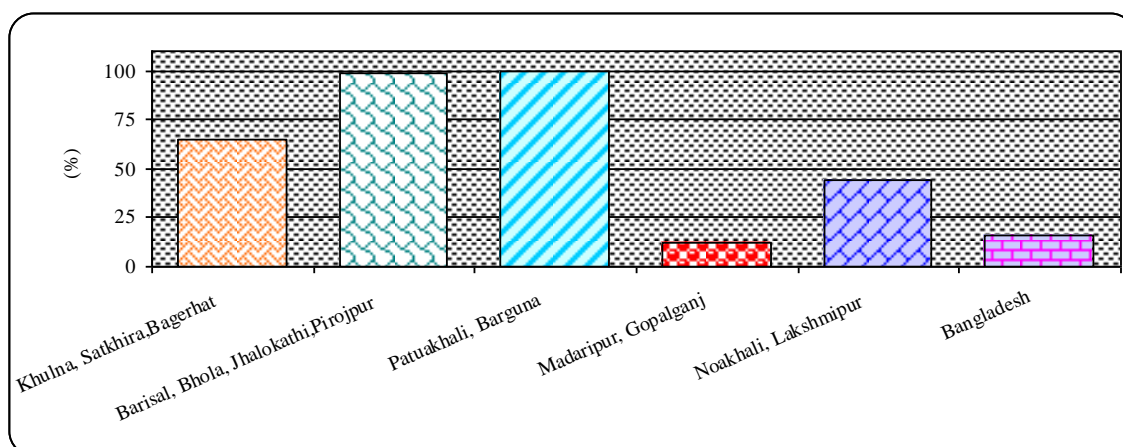 100
75
50
25
0
(%)
Khulna, Satkhira,Bagerhat
Barisal, Bhola, Jhalokathi,Pirojpur
Patuakhali, Barguna
Madaripur, Gopalganj
Noakhali, Lakshmipur
Bangladesh